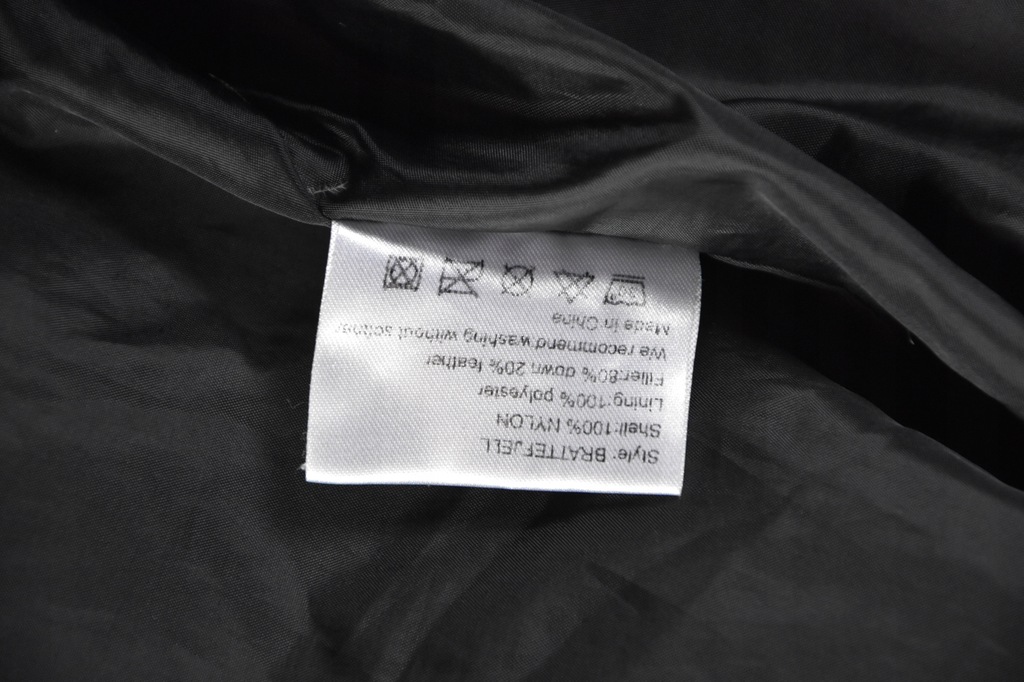 Style: BRATTEFJELL
Shell:100% NYLON
Lining:100% polyester
Filler:80% down 20% feather
We recommend washing without softner
Made in China